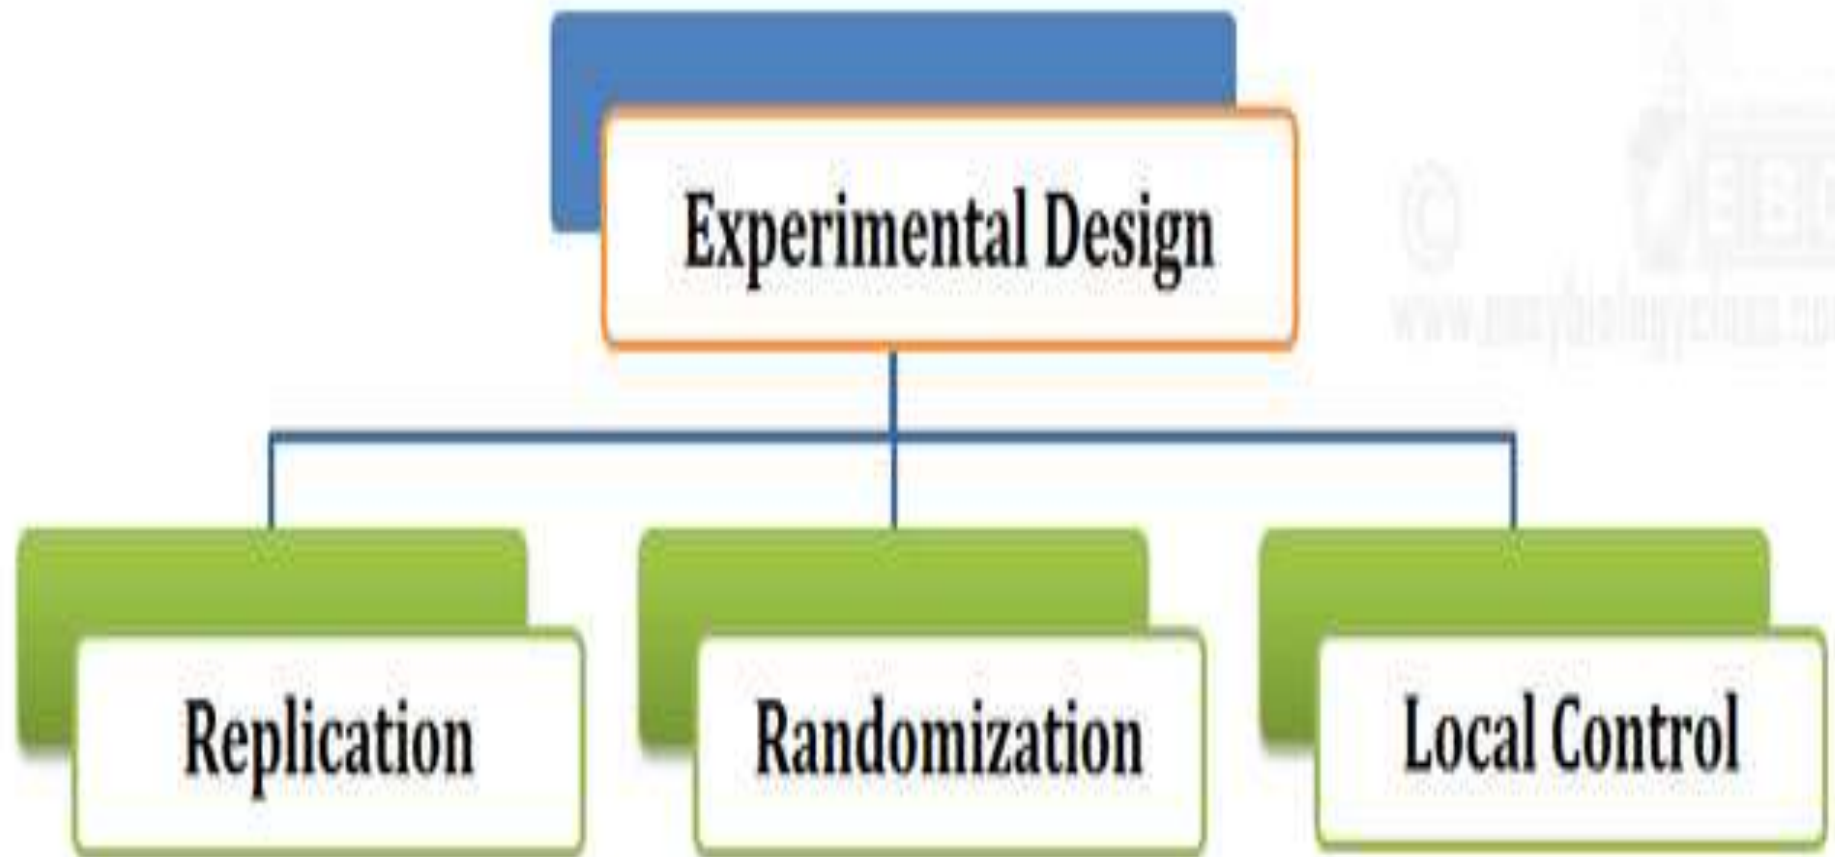 Experimental Design
©
Replication
Randomization
Local Control